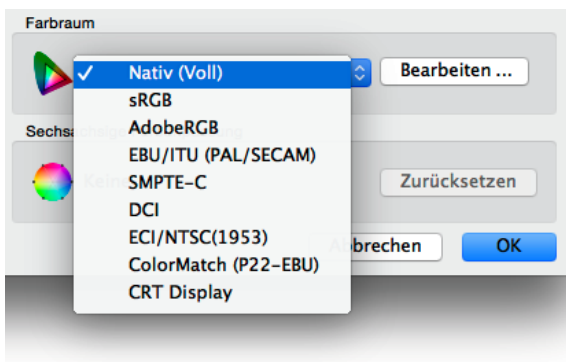 Farbraum
✓ Nativ (Voll)
Bearbeiten ...
sRGB
AdobeRGB
EBU/ITU (PAL/SECAM)
SMPTE-C
DCI
ECI/NTSC(1953)
ColorMatch (P22-EBU)
CRT Display
Zurücksetzen
OK